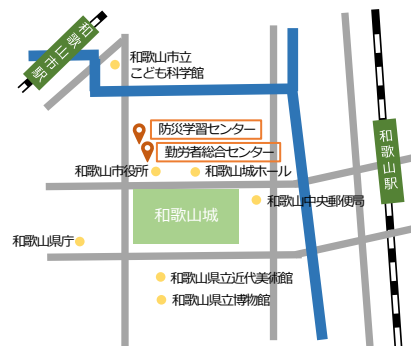 和歌山市駅
和歌山市立
こども科学館
防災学習センター
勤労者総合センター
和歌山市役所
和歌山城ホール
和歌山駅
和歌山城
和歌山中央郵便局
和歌山県庁
和歌山県立近代美術館
和歌山県立博物館